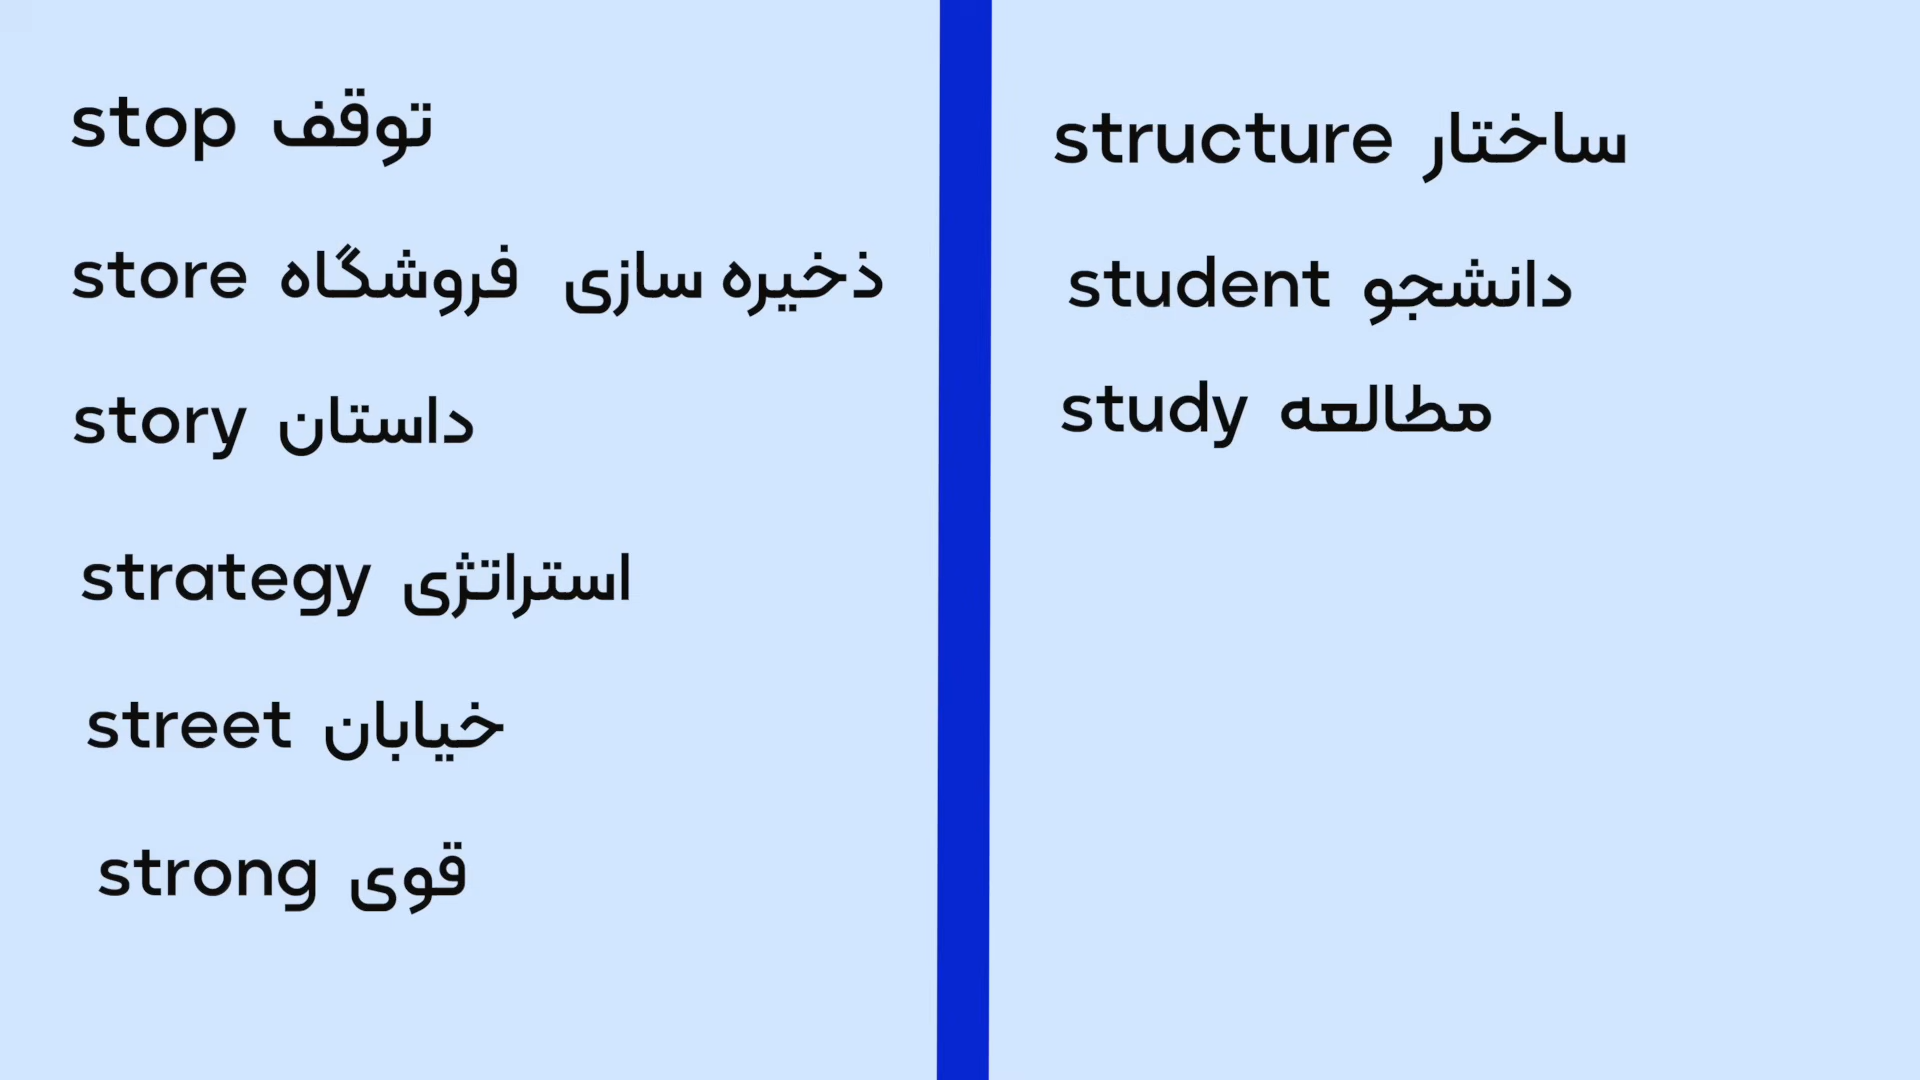 stop توقف
store فروشگاه ذخیره سازی
story داستان
strategy استراتژی
street خیابان
strong قوی
structure ساختار
student دانشجو
study مطالعه